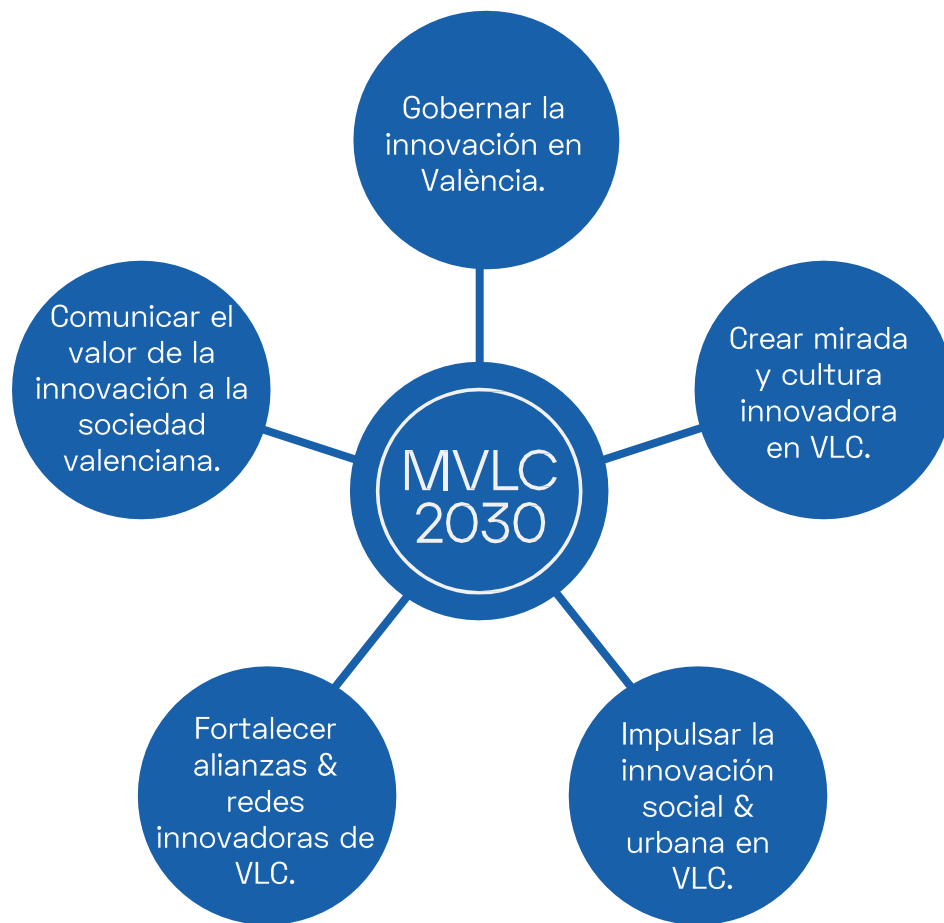 Gobernar la
innovación en
València.
Comunicar el
valor de la
innovación a la
sociedad
valenciana.
Crear mirada
y cultura
innovadora
en VLC.
MVLC
2030
Fortalecer
alianzas &
redes
innovadoras de
VLC.
Impulsar la
innovación
social &
urbana en
VLC.